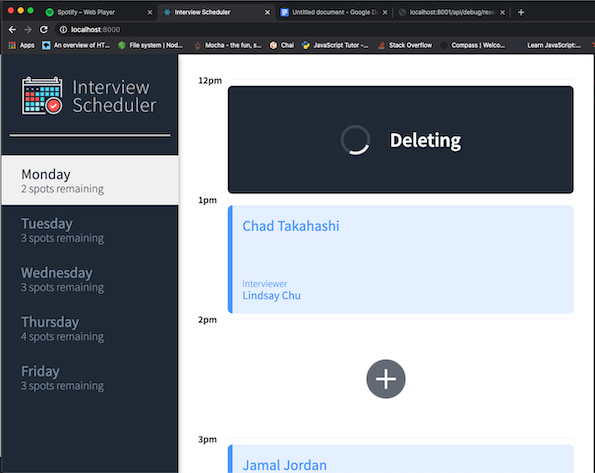 Spotify – Web Player
Interview Scheduler
Untitled document - Google D
localhost:8001/api/debug/rese
localhost:8000
Apps
An overview of HT...
File system | Nod...
Mocha - the fun, s...
Chai
JavaScript Tutor -...
Stack Overflow
Compass | Welco...
Learn JavaScript:...
Interview
Scheduler
Monday
2 spots remaining
Tuesday
3 spots remaining
Wednesday
3 spots remaining
Thursday
4 spots remaining
Friday
3 spots remaining
12pm
Deleting
1pm
Chad Takahashi
Interviewer
Lindsay Chu
2pm
3pm
Jamal Jordan